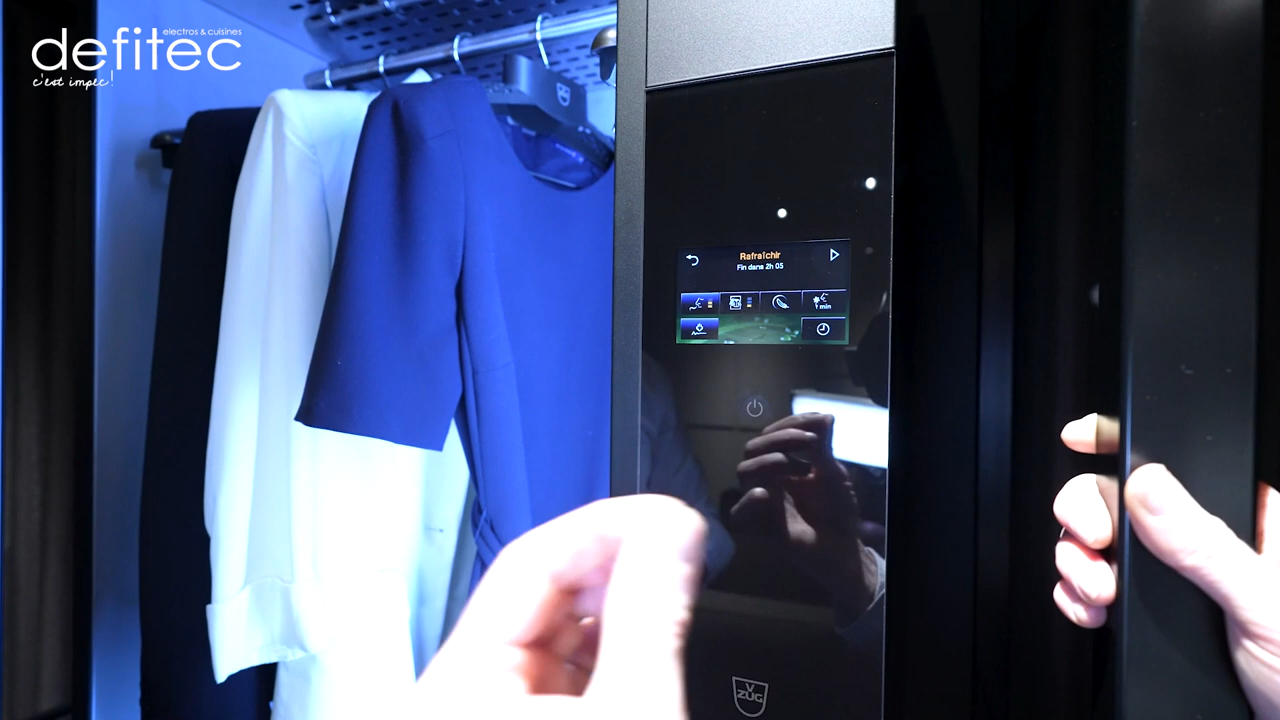 defitec
electros & cuisines
c'est impec!
Rafraîchir
Fin dans 2h 05
min
V
ZUG